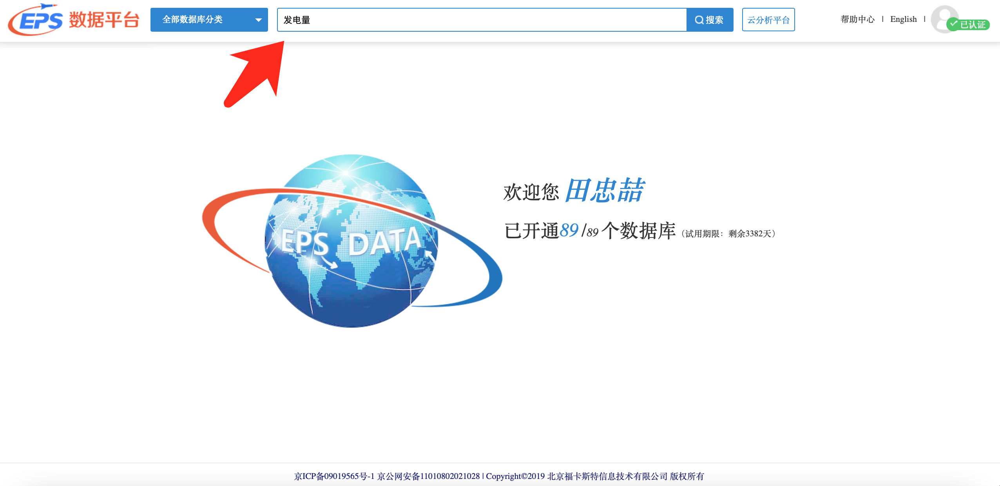 EPS 数据平台
全部数据库分类
发电量
搜索
云分析平台
帮助中心 | English |
已认证
EPS DATA
欢迎您 田忠喆
已开通89/89个数据库（试用期限：剩余3382天）
京ICP备09019565号-1 京公网安备11010802021028 | Copyright©2019 北京福卡斯特信息技术有限公司 版权所有